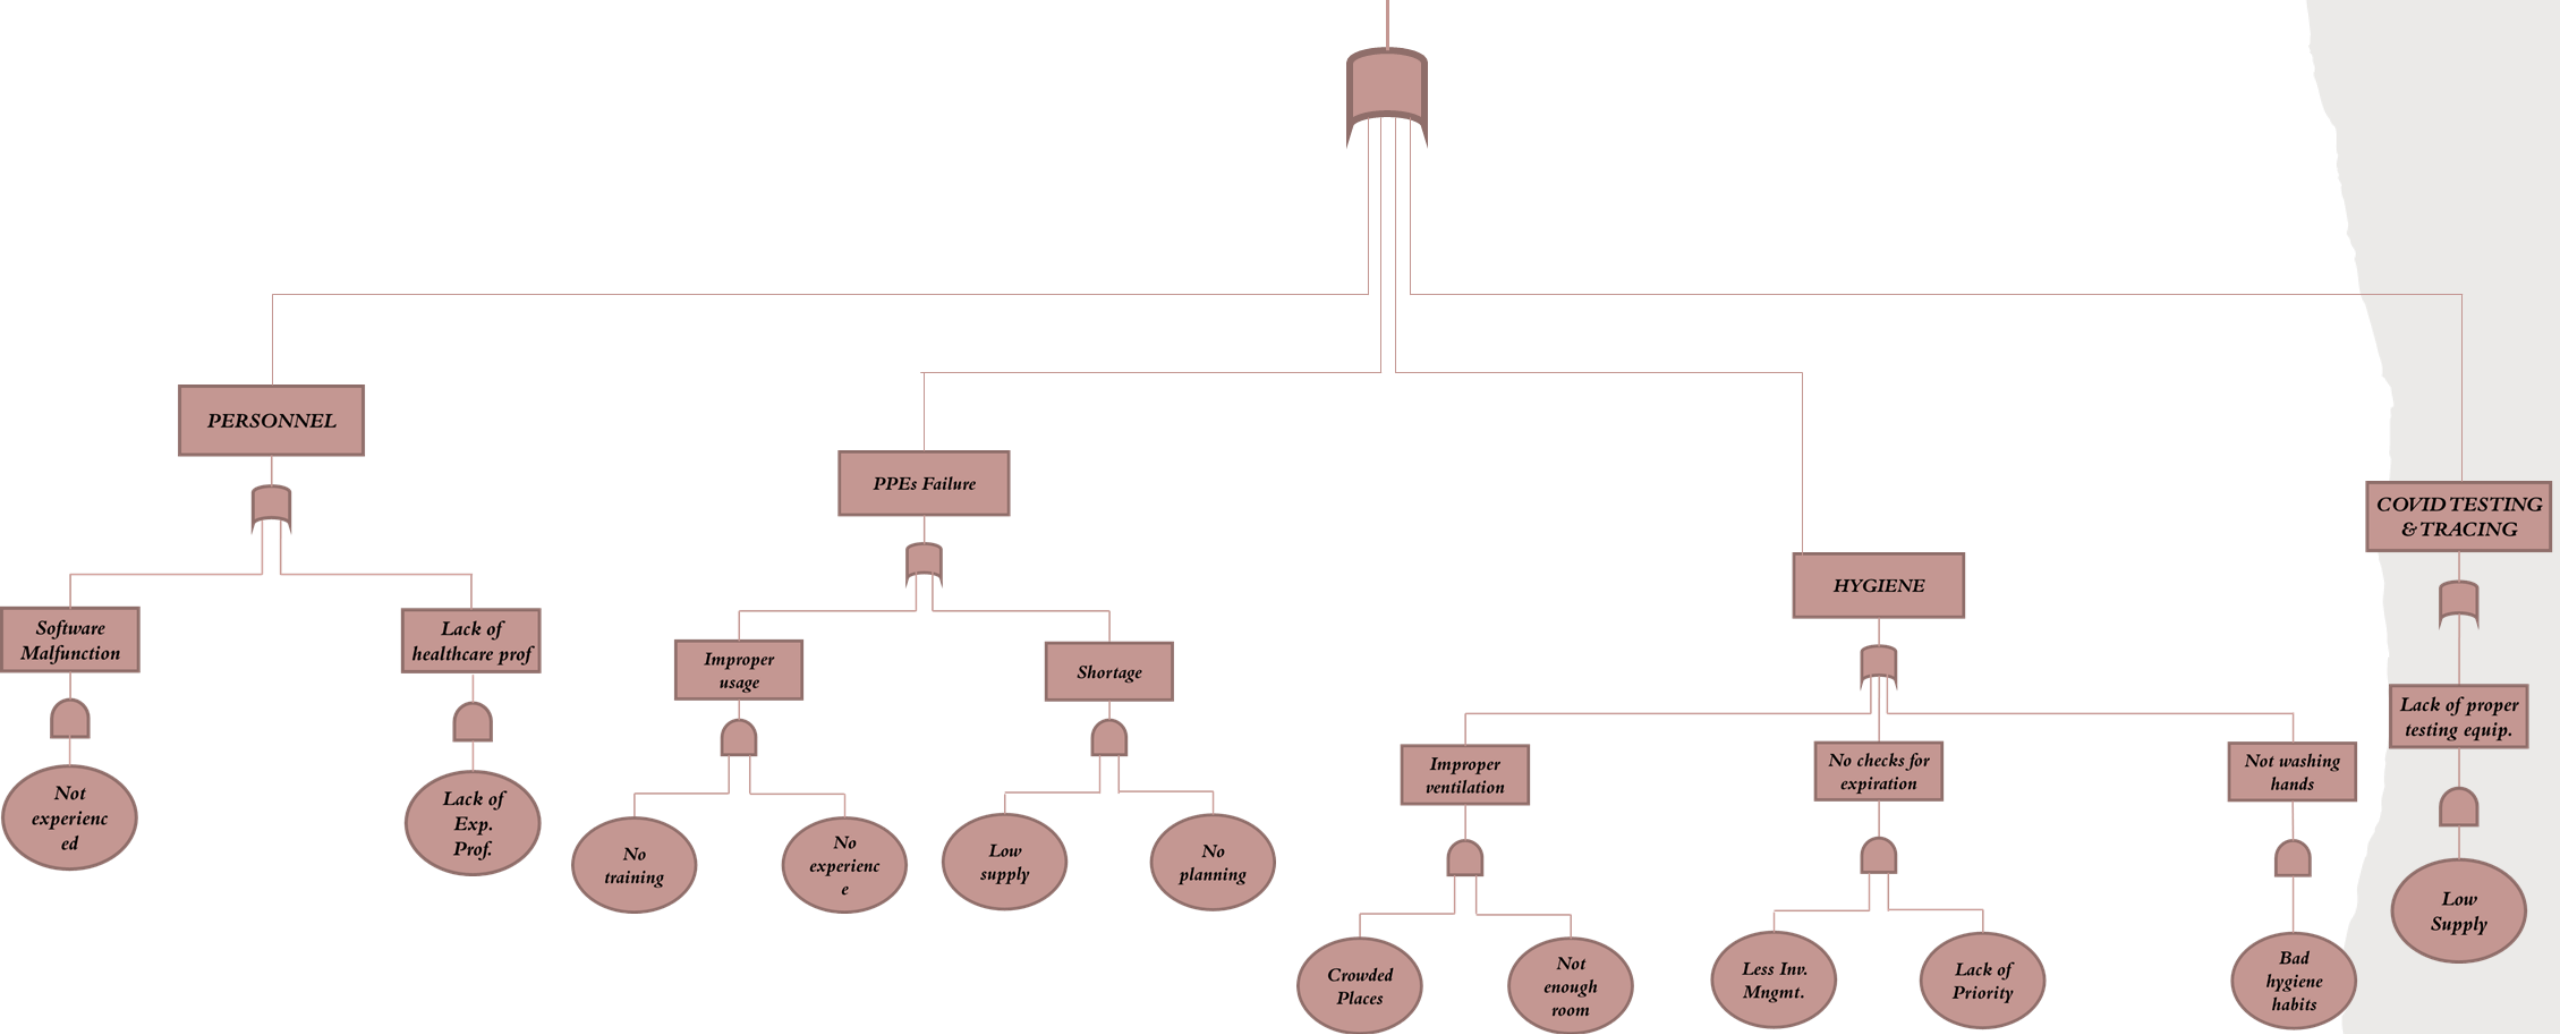 PERSONNEL
PPEs Failure
COVID TESTING
& TRACING
HYGIENE
Software
Malfunction
Lack of
healthcare prof
Improper
usage
Shortage
Lack of proper
testing equip.
Improper
ventilation
No checks for
expiration
Not washing
hands
Not
experienc
ed
Lack of
Exp.
Prof.
No
training
No
experienc
e
Low
supply
No
planning
Low
Supply
Crowded
Places
Not
enough
room
Less Inv.
Mngmt.
Lack of
Priority
Bad
hygiene
habits